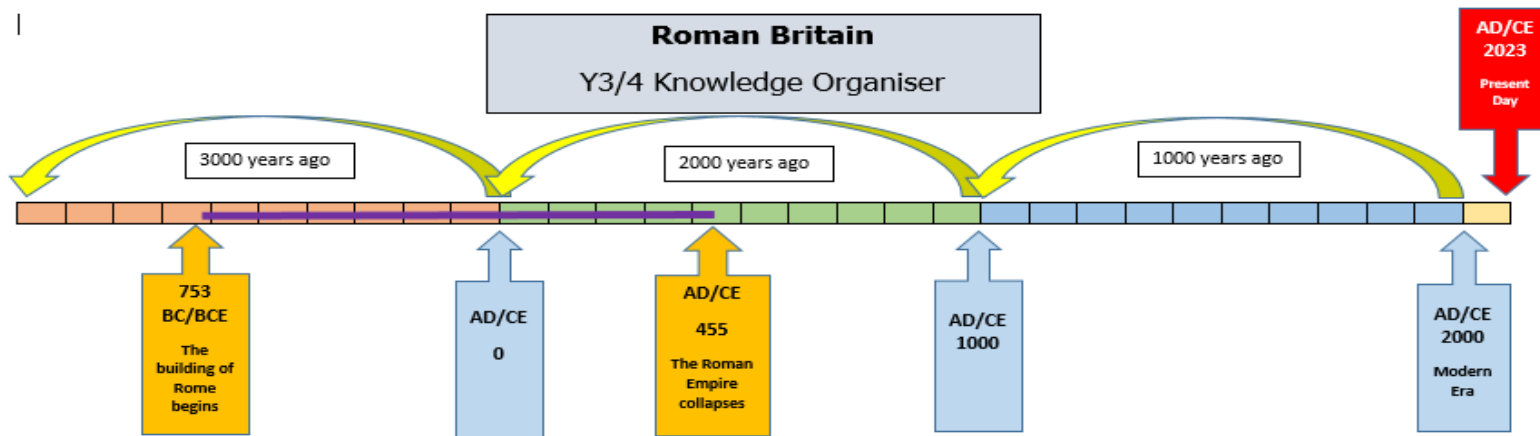 Roman Britain
Y3/4 Knowledge Organiser
AD/CE
2023
Present
Day
3000 years ago
2000 years ago
1000 years ago
753
BC/BCE
The
building of
Rome
begins
AD/CE
0
AD/CE
455
The Roman
Empire
collapses
AD/CE
1000
AD/CE
2000
Modern
Era